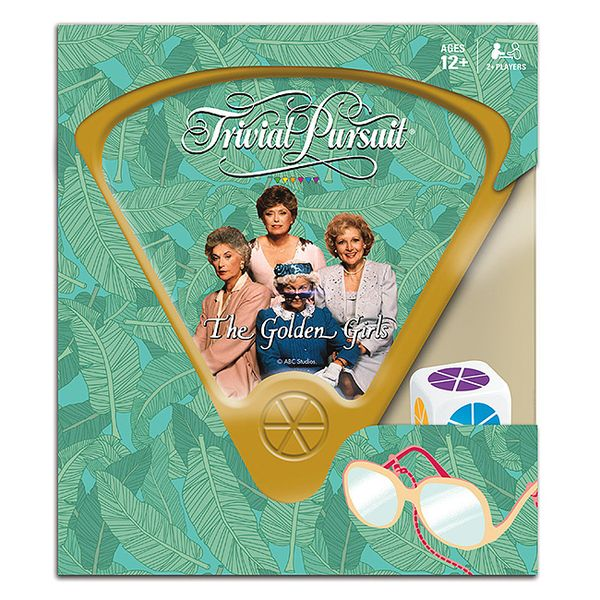 AGES
12+
2+ PLAYERS
Trivial Pursuit®
The Golden Girls
© ABC Studios.